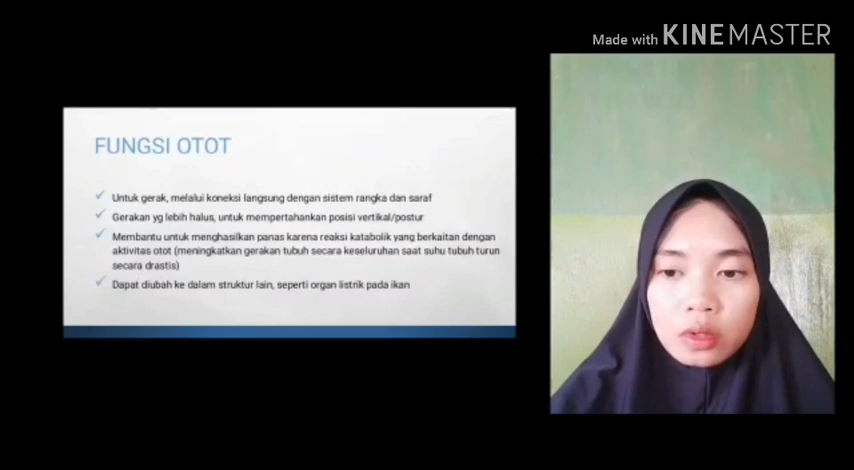 Made with KINEMASTER
FUNGSI OTOT
Untuk gerak, melalui koneksi langsung dengan sistem rangka dan saraf
Gerakan yg lebih halus, untuk mempertahankan posisi vertikal/postur
Membantu untuk menghasilkan panas karena reaksi katabolik yang berkaitan dengan
aktivitas otot (meningkatkan gerakan tubuh secara keseluruhan saat suhu tubuh turun
secara drastis)
Dapat diubah ke dalam struktur lain, seperti organ listrik pada ikan